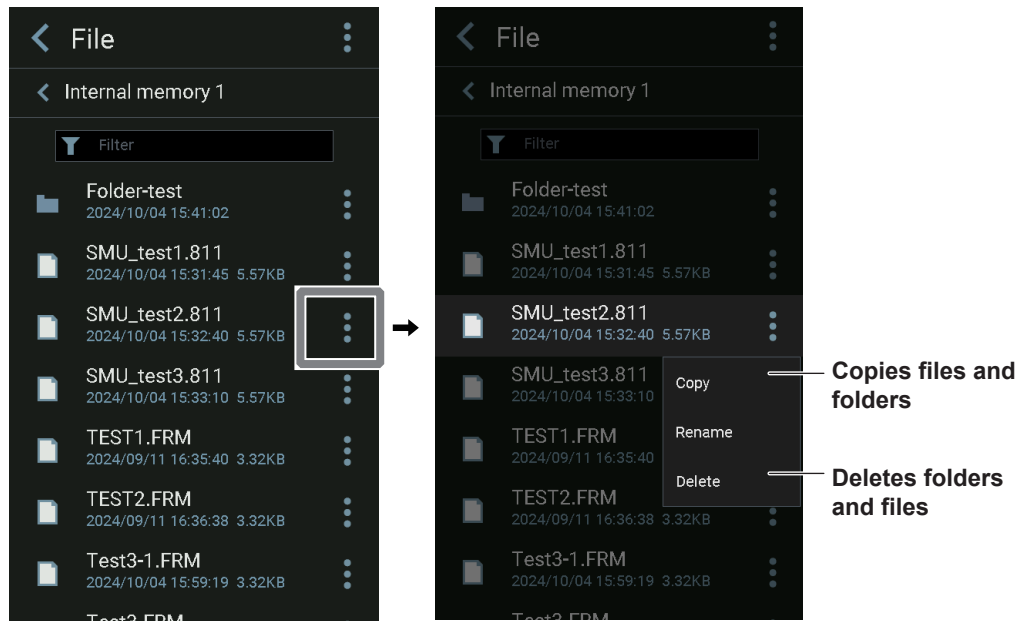 File
Internal memory 1
Filter
Folder-test
2024/10/04 15:41:02
SMU_test1.811
2024/10/04 15:31:45 5.57KB
SMU_test2.811
2024/10/04 15:32:40 5.57KB
SMU_test3.811
2024/10/04 15:33:10 5.57KB
TEST1.FRM
2024/09/11 16:35:40 3.32KB
TEST2.FRM
2024/09/11 16:36:38 3.32KB
Test3-1.FRM
2024/10/04 15:59:19 3.32KB
Test3.FRM
File
Internal memory 1
Filter
Folder-test
2024/10/04 15:41:02
SMU_test1.811
2024/10/04 15:31:45 5.57KB
SMU_test2.811
2024/10/04 15:32:40 5.57KB
SMU_test3.811
2024/10/04 15:33:10
TEST1.FRM
2024/09/11 16:35:40
TEST2.FRM
2024/09/11 16:36:38 3.32KB
Test3-1.FRM
2024/10/04 15:59:19 3.32KB
Test3.FRM
Copy
Rename
Delete
Copies files and
folders
Deletes folders
and files